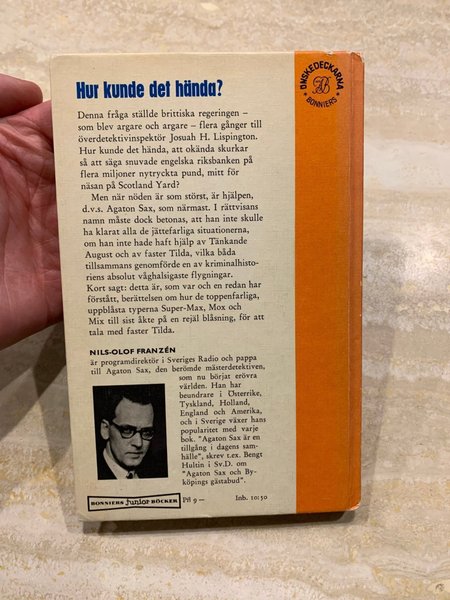 ÖNSKEDECKARNA
AB
BONNIERS
Hur kunde det hända?
Denna fråga ställde brittiska regeringen –
som blev argare och argare – flera gånger till
överdetektivinspektör Josuah H. Lispington.
Hur kunde det hända, att okända skurkar
så att säga snuvade engelska riksbanken på
flera miljoner nytryckta pund, mitt för
näsan på Scotland Yard?
Men när nöden är som störst, är hjälpen,
d.v.s. Agaton Sax, som närmast. I rättvisans
namn måste dock betonas, att han inte skulle
ha klarat alla de jättefarliga situationerna,
om han inte hade haft hjälp av Tänkande
August och av faster Tilda, vilka båda
tillsammans genomförde en av kriminalhisto-
riens absolut våghalsigaste flygningar.
Kort sagt: detta är, som var och en redan har
förstått, berättelsen om hur de toppenfarliga,
uppblåsta typerna Super-Max, Mox och
Mix till sist åkte på en rejäl blåsning, för att
tala med faster Tilda.
NILS-OLOF FRANZÉN
är programdirektör i Sveriges Radio och pappa
till Agaton Sax, den berömde mästerdetektiven,
som nu börjat erövra
världen. Han har
beundrare i Österrike,
Tyskland, Holland,
England och Amerika,
och i Sverige växer hans
popularitet med varje
bok. "Agaton Sax är en
tillgång i dagens sam-
hälle", skrev t.ex. Bengt
Hultin i Sv.D. om
"Agaton Sax och By-
köpings gästabud".
BONNIERS junior BÖCKER
Pfl 9 –
Inb. 10:50